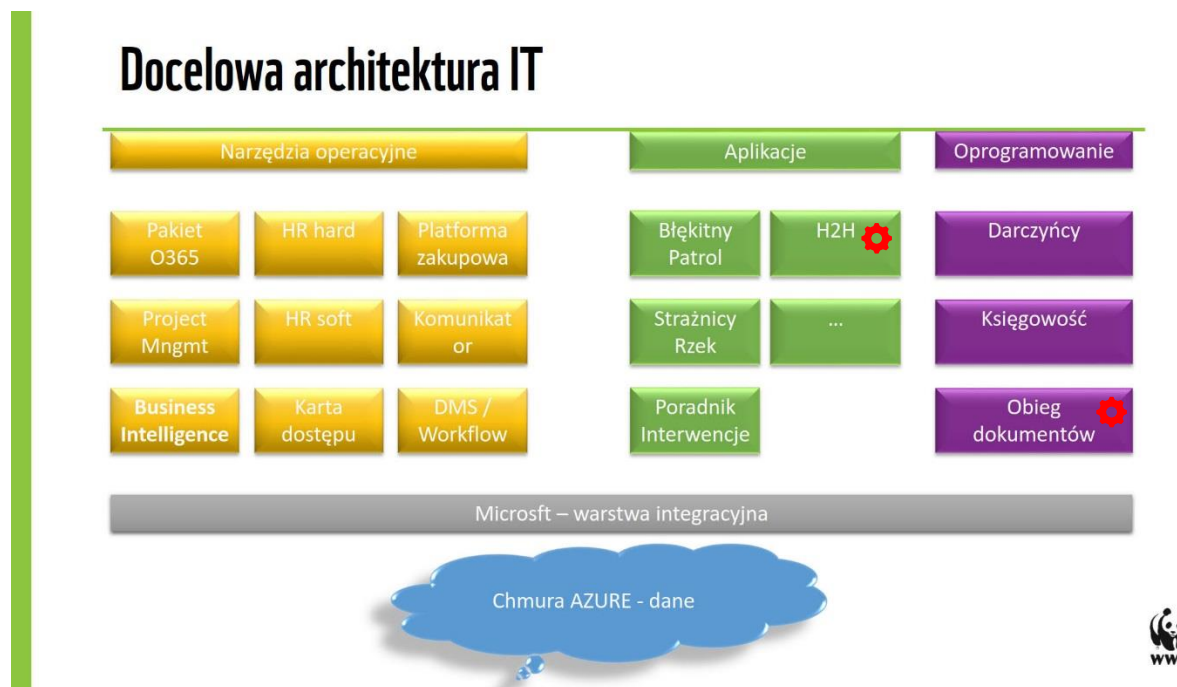 Docelowa architektura IT
Narzędzia operacyjne
Aplikacje
Oprogramowanie
Pakiet
O365
HR hard
Platforma
zakupowa
Błękitny
Patrol
H2H
Darczyńcy
Project
Mngmt
HR soft
Komunikat
or
Strażnicy
Rzek
...
Księgowość
Business
Intelligence
Karta
dostępu
DMS /
Workflow
Poradnik
Interwencje
Obieg
dokumentów
Microsft – warstwa integracyjna
Chmura AZURE - dane